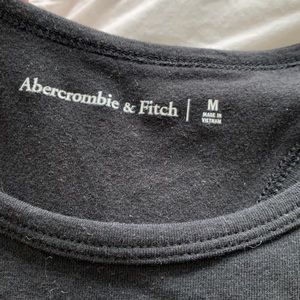 Abercrombie & Fitch | M
MADE IN
VIETNAM